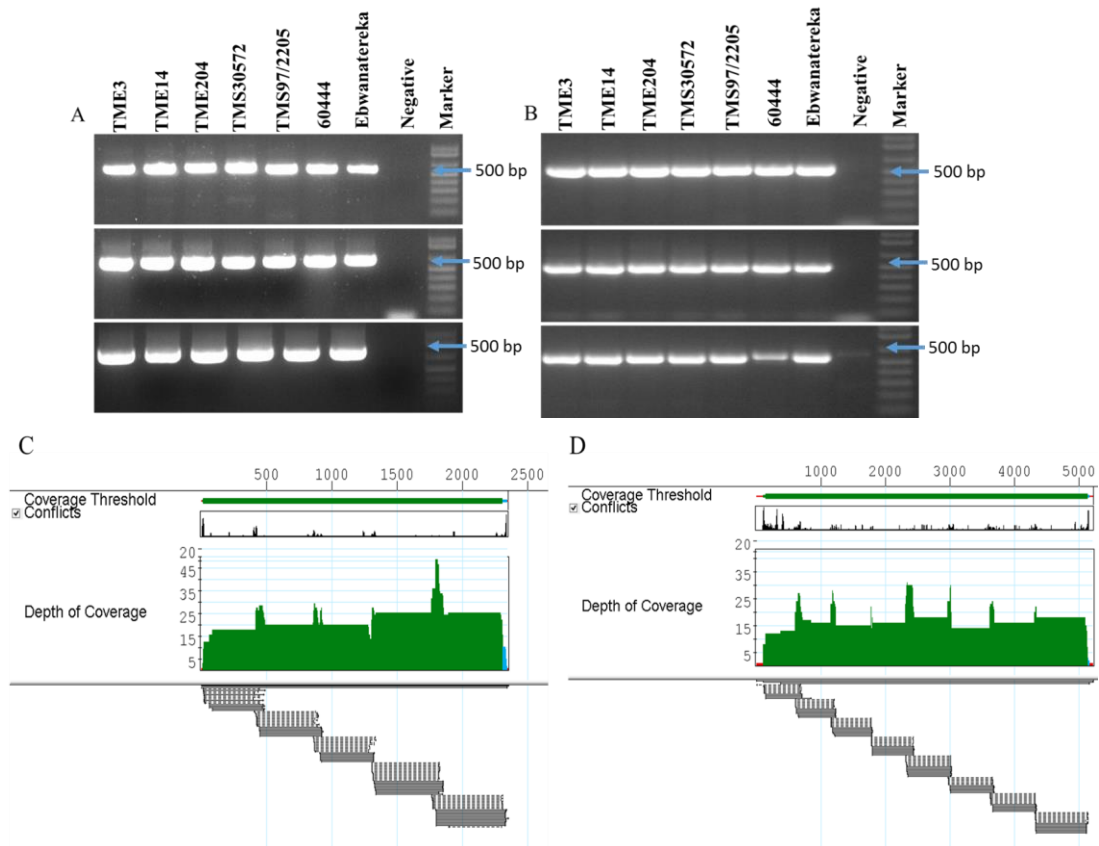 A
TME3
TME14
TME204
TMS30572
TMS97/2205
60444
Ebwanatereka
Negative
Marker
500 bp
500 bp
500 bp
B
TME3
TME14
TME204
TMS30572
TMS97/2205
60444
Ebwanatereka
Negative
Marker
500 bp
500 bp
500 bp
C
500 1000 1500 2000 2500
Coverage Threshold
Conflicts
20
45
35
25
15
5
Depth of Coverage
D
1000 2000 3000 4000 5000
Coverage Threshold
Conflicts
20
35
25
15
5
Depth of Coverage